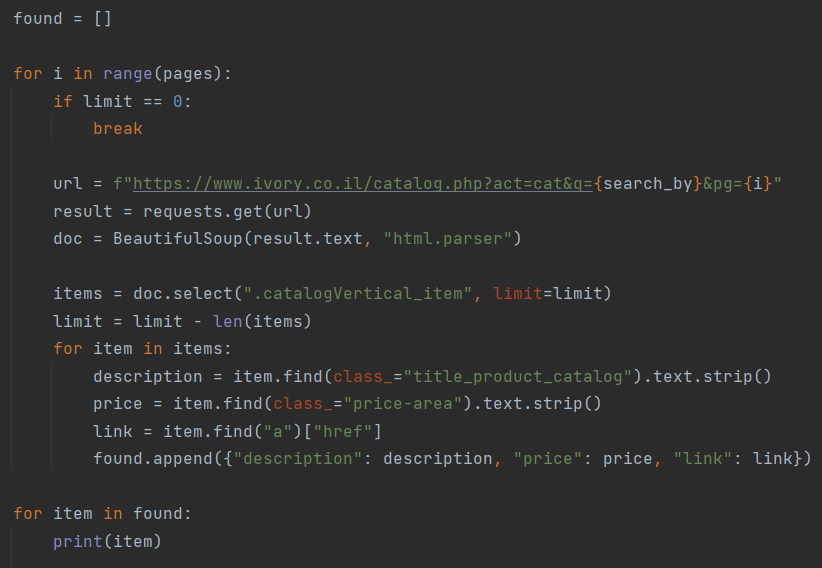 found = []
for i in range(pages):
    if limit == 0:
        break
    url = f"https://www.ivory.co.il/catalog.php?act=cat&q={search_by}&pg={i}"
    result = requests.get(url)
    doc = BeautifulSoup(result.text, "html.parser")
    items = doc.select(".catalogVertical_item", limit=limit)
    limit = limit - len(items)
    for item in items:
        description = item.find(class_="title_product_catalog").text.strip()
        price = item.find(class_="price-area").text.strip()
        link = item.find("a")["href"]
        found.append({"description": description, "price": price, "link": link})
for item in found:
    print(item)